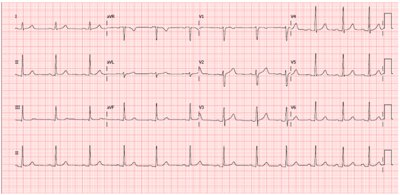 I aVR V1 V4
II aVL V2 V5
III aVF V3 V6
II